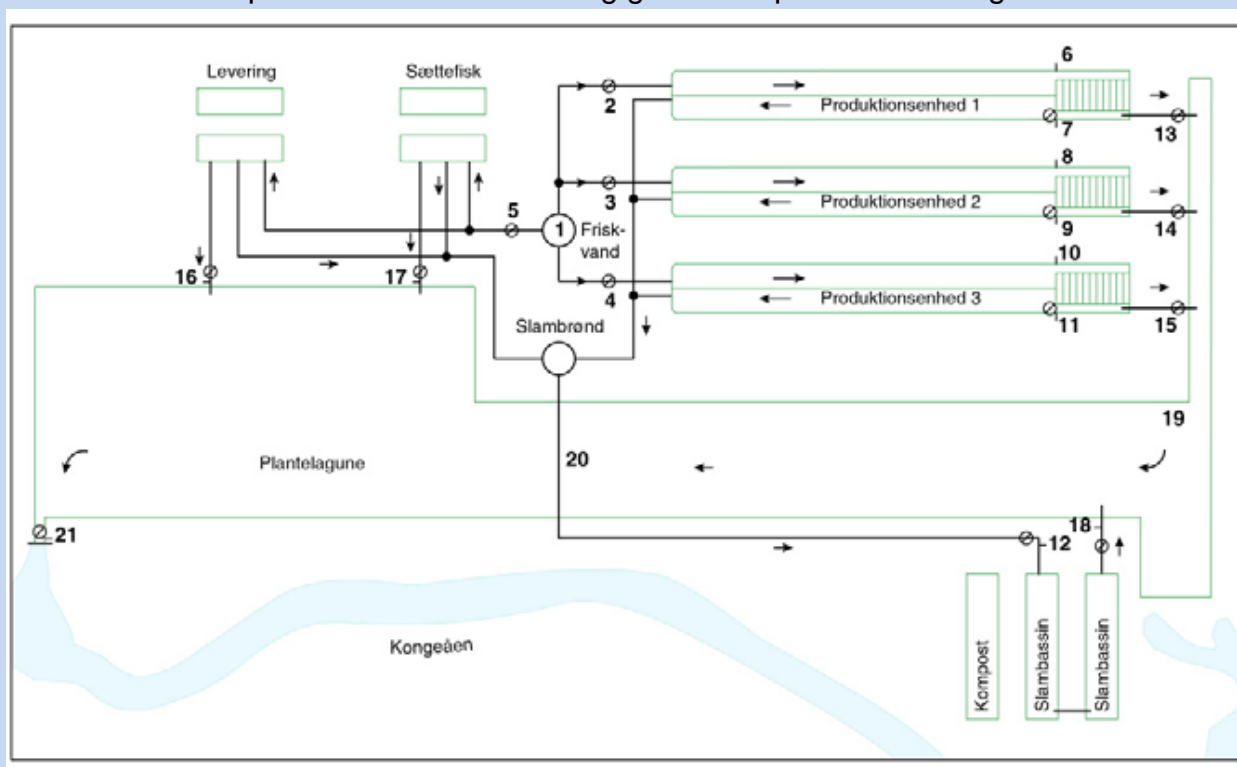 Levering
Sættefisk
6
2
Produktionsenhed 1
7
13
8
3
Produktionsenhed 2
5
1
Frisk-
vand
9
14
10
16
17
4
Produktionsenhed 3
11
15
Slambrønd
19
20
Plantelagune
21
18
12
Kongeåen
Kompost
Slambassin
Slambassin